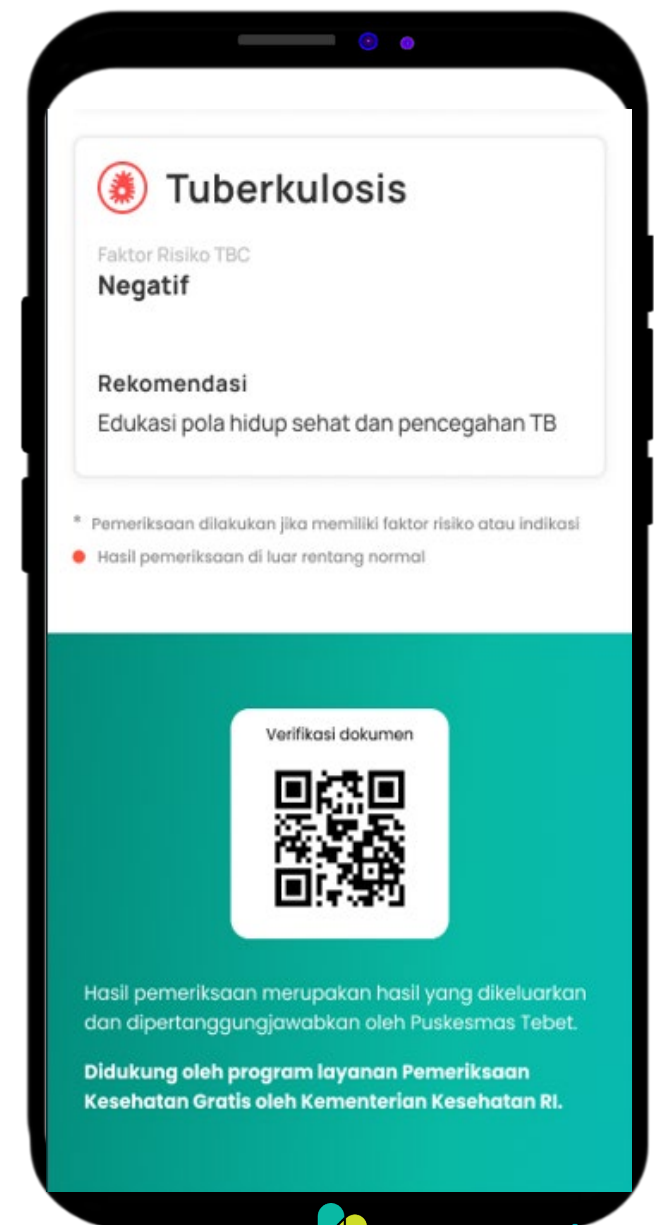 Tuberkulosis
Faktor Risiko TBC
Negatif
Rekomendasi
Edukasi pola hidup sehat dan pencegahan TB
* Pemeriksaan dilakukan jika memiliki faktor risiko atau indikasi
Hasil pemeriksaan di luar rentang normal
Verifikasi dokumen
Hasil pemeriksaan merupakan hasil yang dikeluarkan
dan dipertanggungjawabkan oleh Puskesmas Tebet.
Didukung oleh program layanan Pemeriksaan
Kesehatan Gratis oleh Kementerian Kesehatan RI.